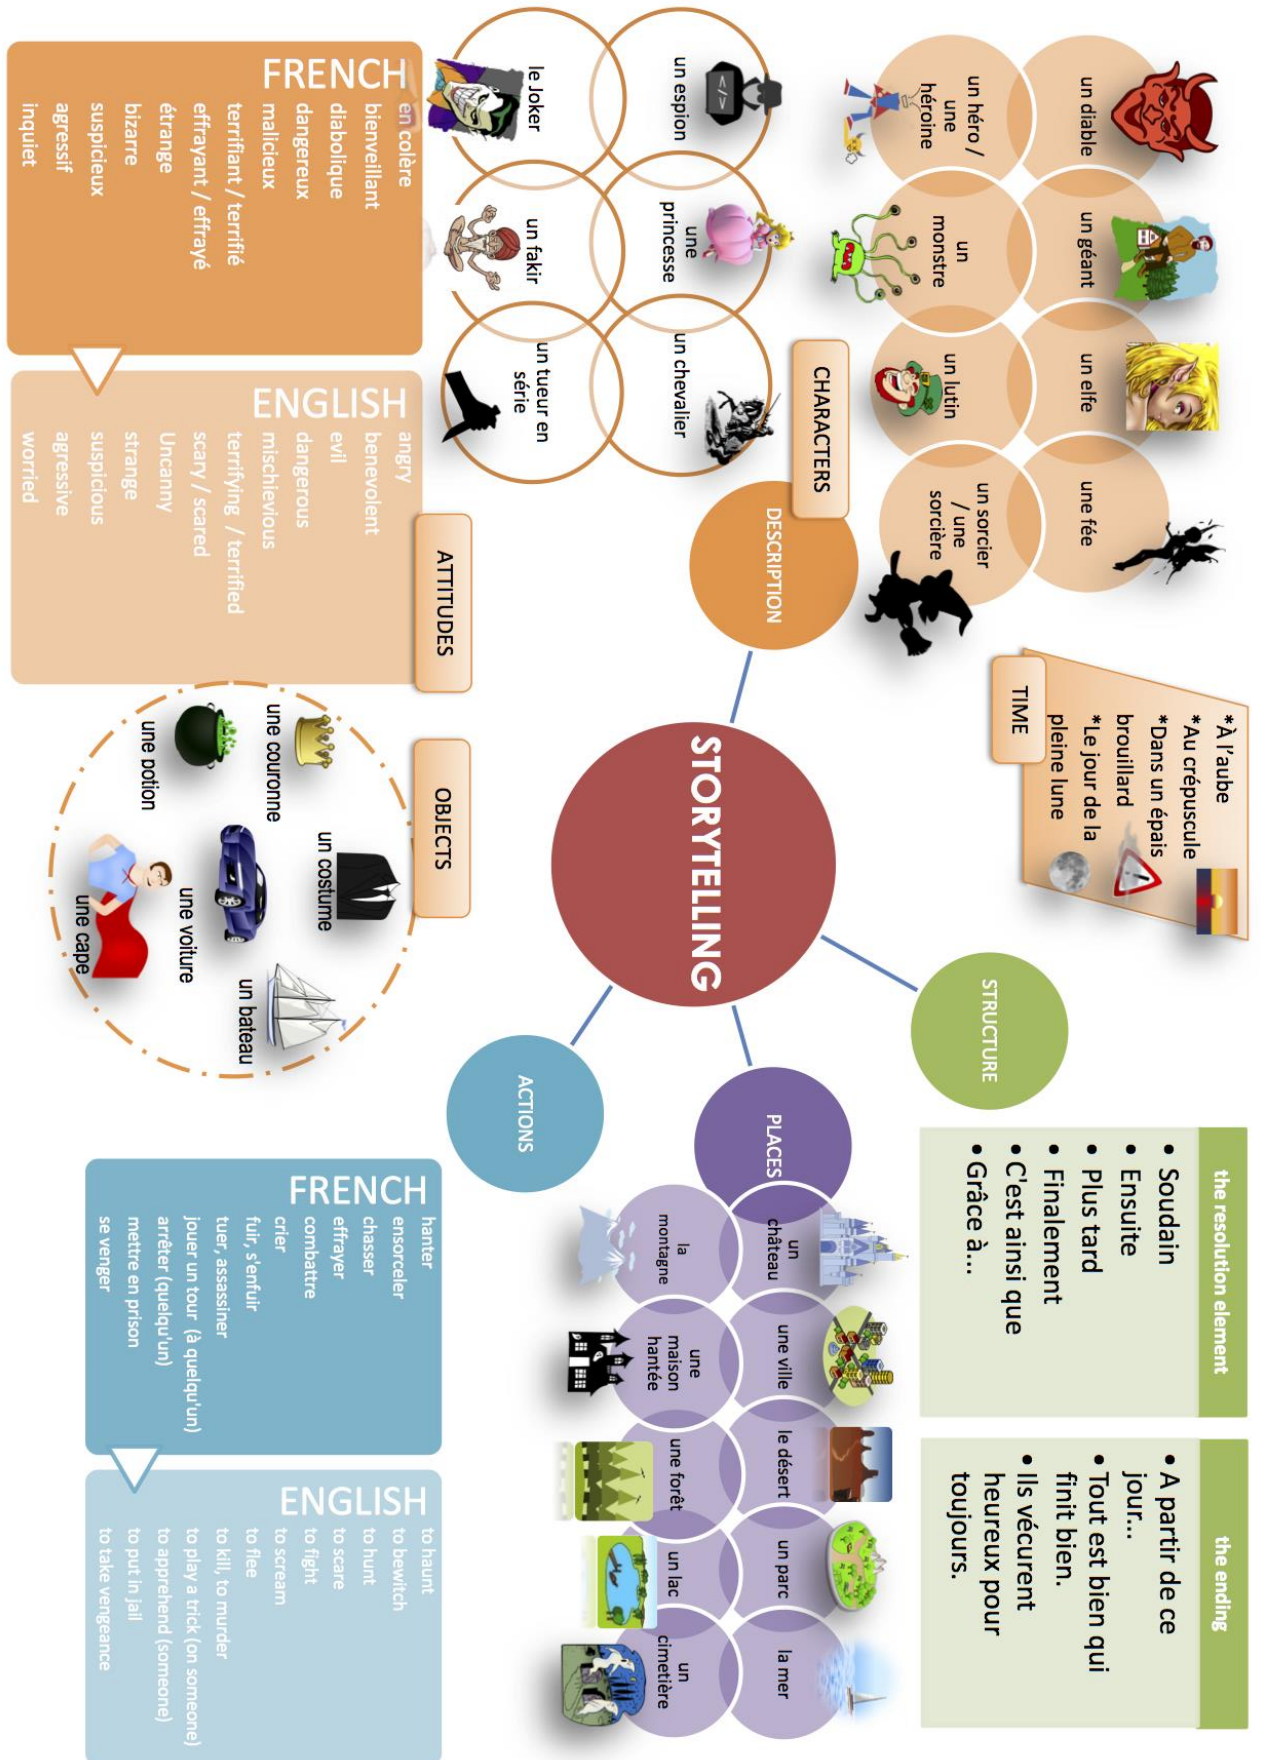 STORYTELLING
DESCRIPTION
CHARACTERS
un diable
un géant
un elfe
une fée
un héro /
une
héroine
un
monstre
un lutin
un sorcier
/ une
sorcière
un espion
une
princesse
un chevalier
le Joker
un fakir
un tueur en
série
TIME
*À l'aube
*Au crépuscule
*Dans un épais
brouillard
*Le jour de la
pleine lune
ATTITUDES
FRENCH
en colère
bienveillant
diabolique
dangereux
malicieux
terrifiant / terrifié
effrayant / effrayé
étrange
bizarre
suspicieux
agressif
inquiet
ENGLISH
angry
benevolent
evil
dangerous
mischievious
terrifying / terrified
scary / scared
Uncanny
strange
suspicious
agressive
worried
OBJECTS
une couronne
un costume
une potion
une voiture
un bateau
une cape
STRUCTURE
the resolution element
• Soudain
• Ensuite
• Plus tard
• Finalement
• C'est ainsi que
• Grâce à...
the ending
• A partir de ce
jour...
• Tout est bien qui
finit bien.
• Ils vécurent
heureux pour
toujours.
PLACES
un
château
une ville
le désert
un parc
la mer
la
montagne
une
maison
hantée
une forêt
un lac
un
cimetière
ACTIONS
FRENCH
hanter
ensorceler
chasser
effrayer
combattre
crier
fuir, s'enfuir
tuer, assassiner
jouer un tour (à quelqu'un)
arrêter (quelqu'un)
mettre en prison
se venger
ENGLISH
to haunt
to bewitch
to hunt
to scare
to fight
to scream
to flee
to kill, to murder
to play a trick (on someone)
to apprehend (someone)
to put in jail
to take vengeance